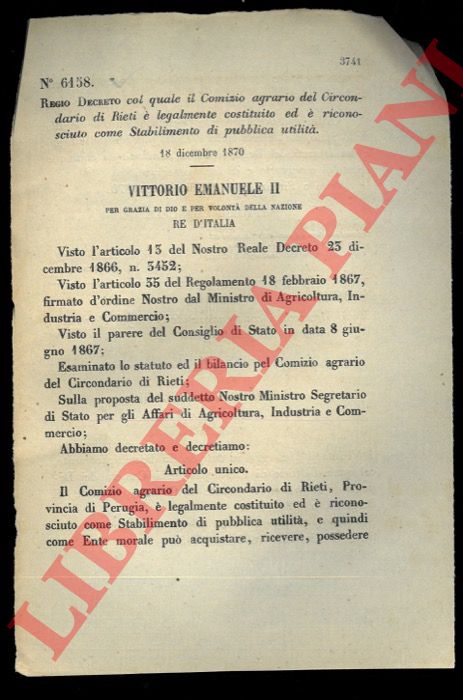 3741
N° 6158.
REGIO DECRETO col quale il Comizio agrario del Circon-
dario di Rieti è legalmente costituito ed è ricono-
sciuto come Stabilimento di pubblica utilità.
18 dicembre 1870
VITTORIO EMANUELE II
PER GRAZIA DI DIO E PER VOLONTÀ DELLA NAZIONE
RE D'ITALIA
Visto l'articolo 13 del Nostro Reale Decreto 23 di-
cembre 1866, n. 3452;
Visto l'articolo 35 del Regolamento 18 febbraio 1867,
firmato d'ordine Nostro dal Ministro di Agricoltura, In-
dustria e Commercio;
Visto il parere del Consiglio di Stato in data 8 giu-
gno 1867;
Esaminato lo statuto ed il bilancio pel Comizio agrario
del Circondario di Rieti;
Sulla proposta del suddetto Nostro Ministro Segretario
di Stato per gli Affari di Agricoltura, Industria e Com-
mercio;
Abbiamo decretato e decretiamo:
Articolo unico.
Il Comizio agrario del Circondario di Rieti, Pro-
vincia di Perugia, è legalmente costituito ed è ricono-
sciuto come Stabilimento di pubblica utilità, e quindi
come Ente morale può acquistare, ricevere, possedere
LIBRERIA PIANI